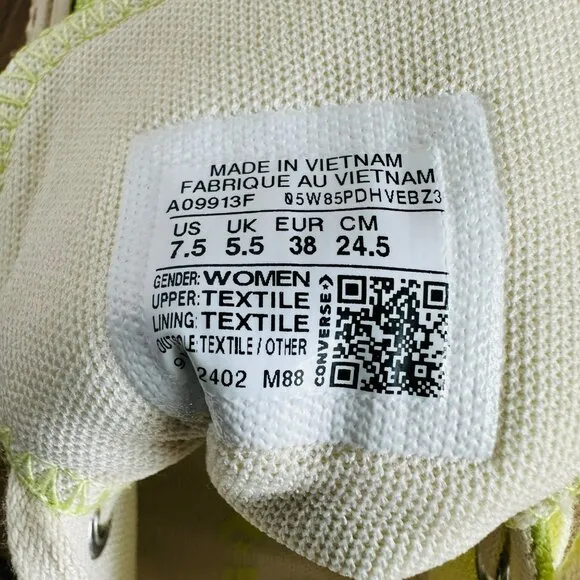 MADE IN VIETNAM
FABRIQUE AU VIETNAM
A09913F 05W85PDHVEBZ3
US UK EUR CM
7.5 5.5 38 24.5
GENDER: WOMEN
UPPER: TEXTILE
LINING: TEXTILE
TEXTILE / OTHER
2402 M88
CONVERSE